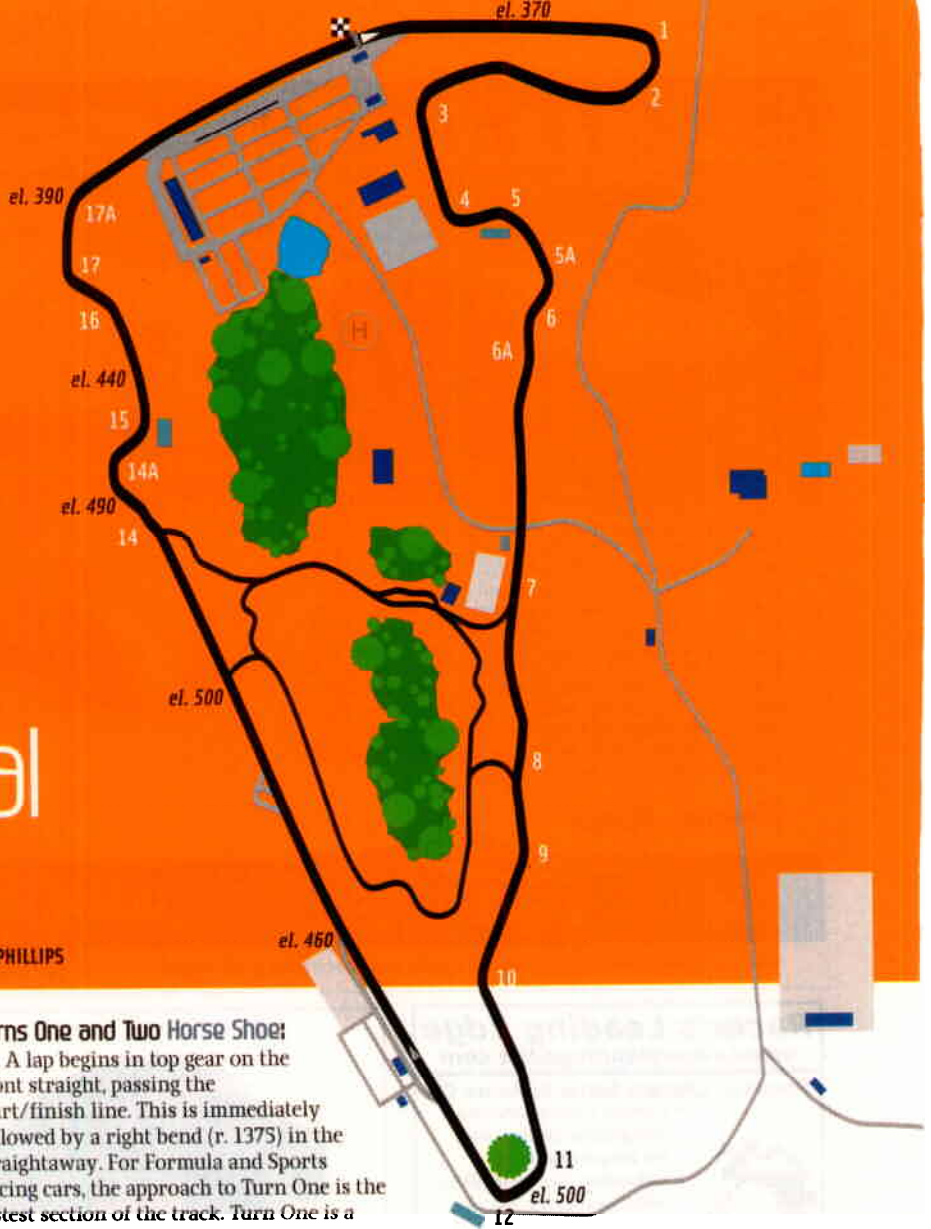 el. 370
1
2
3
4
5
el. 390
17A
17
5A
16
6
6A
H
el. 440
15
14A
el. 490
14
7
el. 500
8
al
9
el. 460
PHILLIPS
10
rns One and Two Horse Shoe:
A lap begins in top gear on the
ont straight, passing the
art/finish line. This is immediately
llowed by a right bend (r. 1375) in the
raightaway. For Formula and Sports
cing cars, the approach to Turn One is the
stest section of the track. Turn One is a
11
el. 500
12